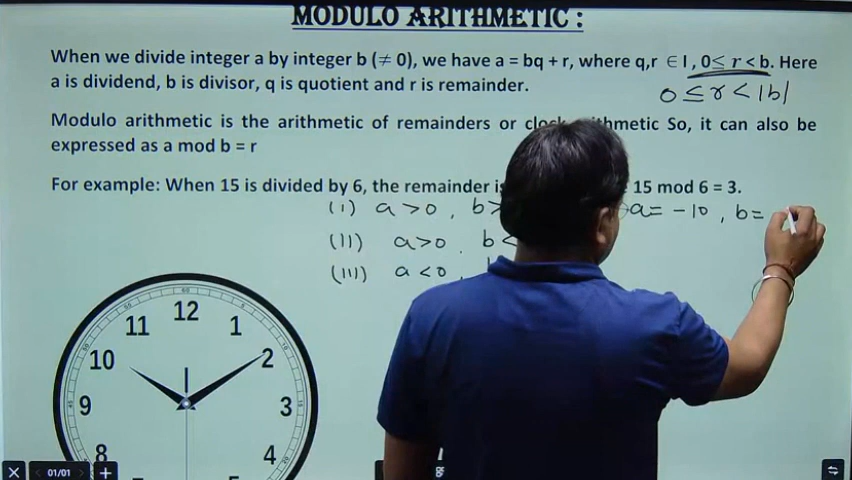 MODULO ARITHMETIC :
When we divide integer a by integer b (≠ 0), we have a = bq + r, where q,r ∈ I , 0≤ r < b. Here
a is dividend, b is divisor, q is quotient and r is remainder.
0 ≤ r < |b|
Modulo arithmetic is the arithmetic of remainders or clock arithmetic So, it can also be
expressed as a mod b = r
For example: When 15 is divided by 6, the remainder 15 mod 6 = 3.
(I) a >0 , b> a= -10 , b=
(II) a>0 , b<
(III) a <0 ,
12
11 1
10 2
9 3
8 4
01/01